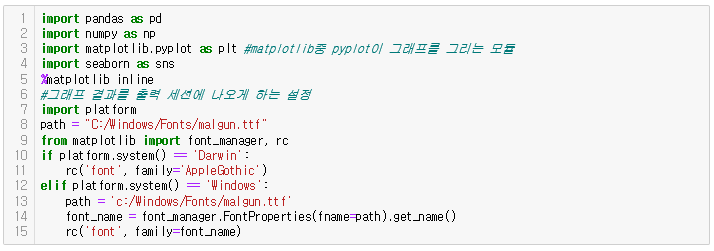 1 import pandas as pd
2 import numpy as np
3 import matplotlib.pyplot as plt #matplotlib중 pyplot이 그래프를 그리는 모듈
4 import seaborn as sns
5 %matplotlib inline
6 #그래프 결과를 출력 세션에 나오게 하는 설정
7 import platform
8 path = "C:/Windows/Fonts/malgun.ttf"
9 from matplotlib import font_manager, rc
10 if platform.system() == 'Darwin':
11     rc('font', family='AppleGothic')
12 elif platform.system() == 'Windows':
13     path = 'c:/Windows/Fonts/malgun.ttf'
14     font_name = font_manager.FontProperties(fname=path).get_name()
15     rc('font', family=font_name)